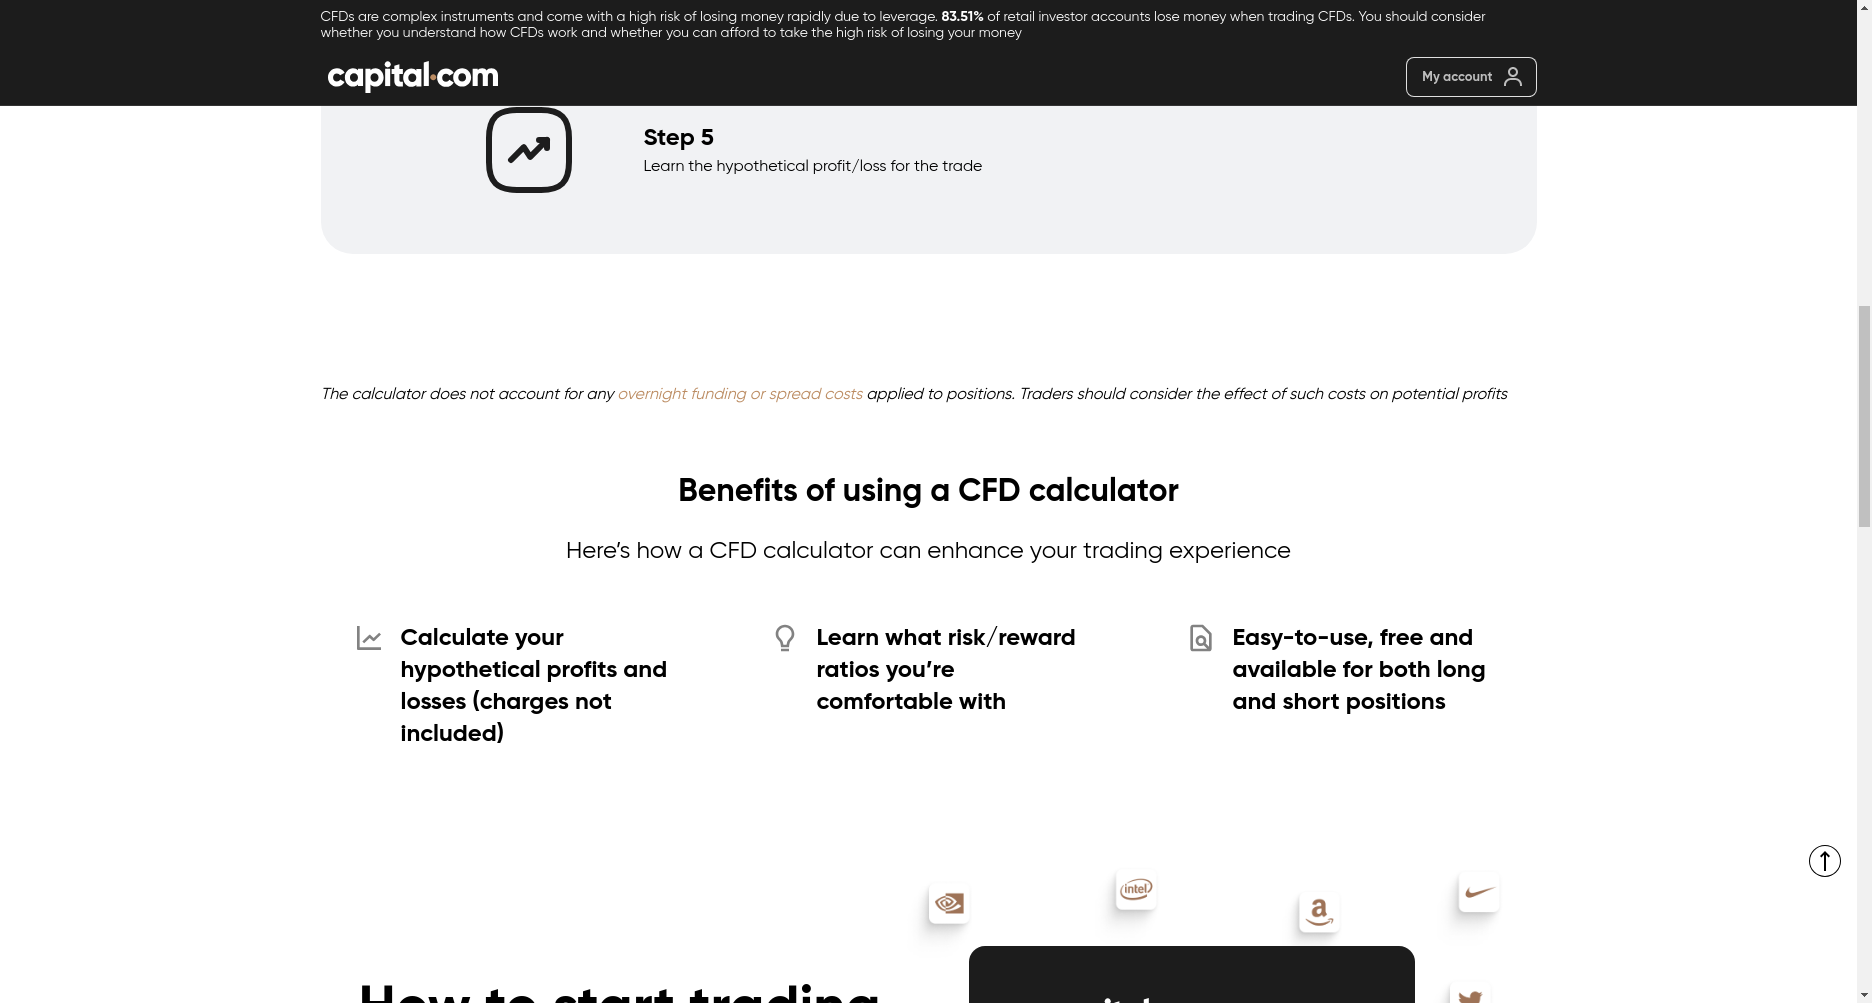 CFDs are complex instruments and come with a high risk of losing money rapidly due to leverage. 83.51% of retail investor accounts lose money when trading CFDs. You should consider
whether you understand how CFDs work and whether you can afford to take the high risk of losing your money
capital.com
My account
Step 5
Learn the hypothetical profit/loss for the trade
The calculator does not account for any overnight funding or spread costs applied to positions. Traders should consider the effect of such costs on potential profits
Benefits of using a CFD calculator
Here’s how a CFD calculator can enhance your trading experience
Calculate your
hypothetical profits and
losses (charges not
included)
Learn what risk/reward
ratios you’re
comfortable with
Easy-to-use, free and
available for both long
and short positions
intel
a
How to start trading